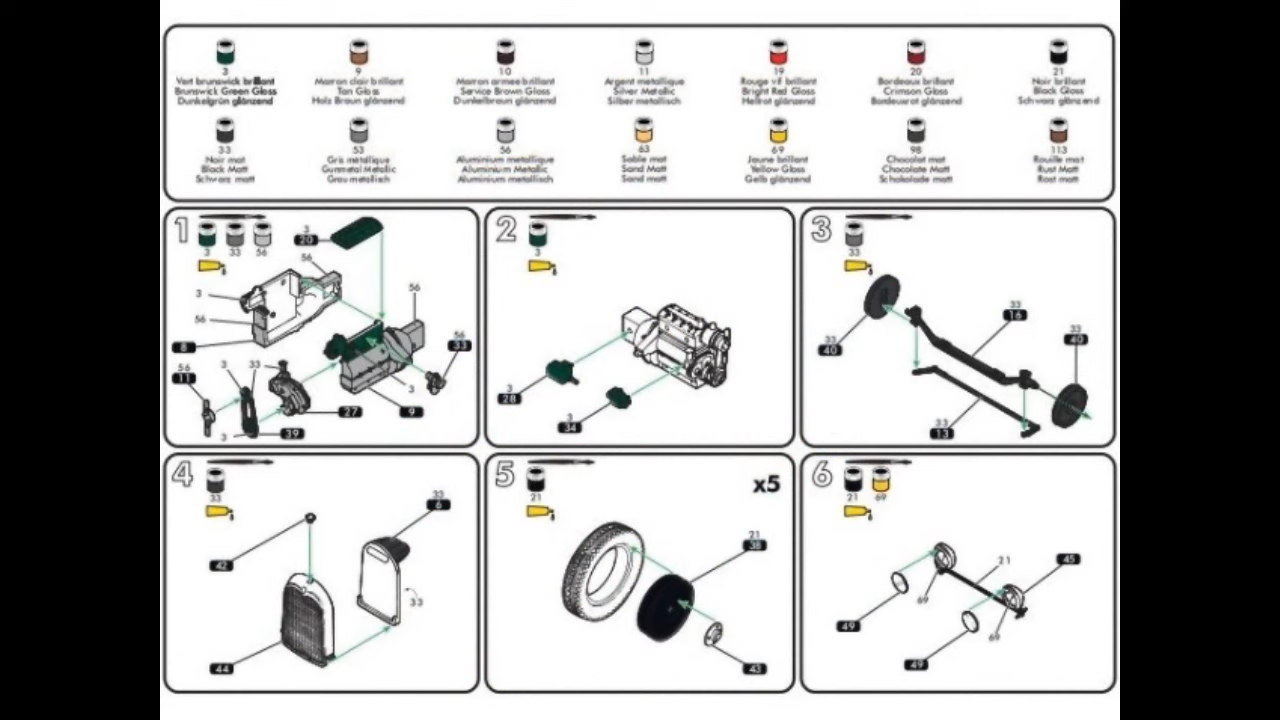 3
Vert brunswick brillant
Brunswick Green Gloss
Dunkelgrün glänzend
9
Marron clair brillant
Tan Gloss
Holz Braun glänzend
10
Marron armee brillant
Service Brown Gloss
Dunkelbraun glänzend
11
Argent metallique
Silver Metallic
Silber metallisch
19
Rouge vif brillant
Bright Red Gloss
Hellrot glänzend
20
Bordeaux brillant
Crimson Gloss
Bordeuxrot glänzend
21
Noir brillant
Black Gloss
Schwarz glänzend
33
Noir mat
Black Matt
Schwarz matt
53
Gris métallique
Gunmetal Metallic
Grau metallisch
56
Aluminium metallique
Aluminium Metallic
Aluminium metallisch
63
Sable mat
Sand Matt
Sand matt
69
Jaune brillant
Yellow Gloss
Gelb glänzend
98
Chocolat mat
Chocolate Matt
Schokolade matt
113
Rouille mat
Rust Matt
Rost matt
1
3 33 56
3
20
56
3
56
8
56
56
33
3
9
56
11
3
33
27
3
39
2
3
3
28
3
34
3
33
33
16
33
40
33
40
33
13
4
33
33
6
42
33
44
5
x5
21
21
38
43
6
21 69
21
45
69
49
69
49